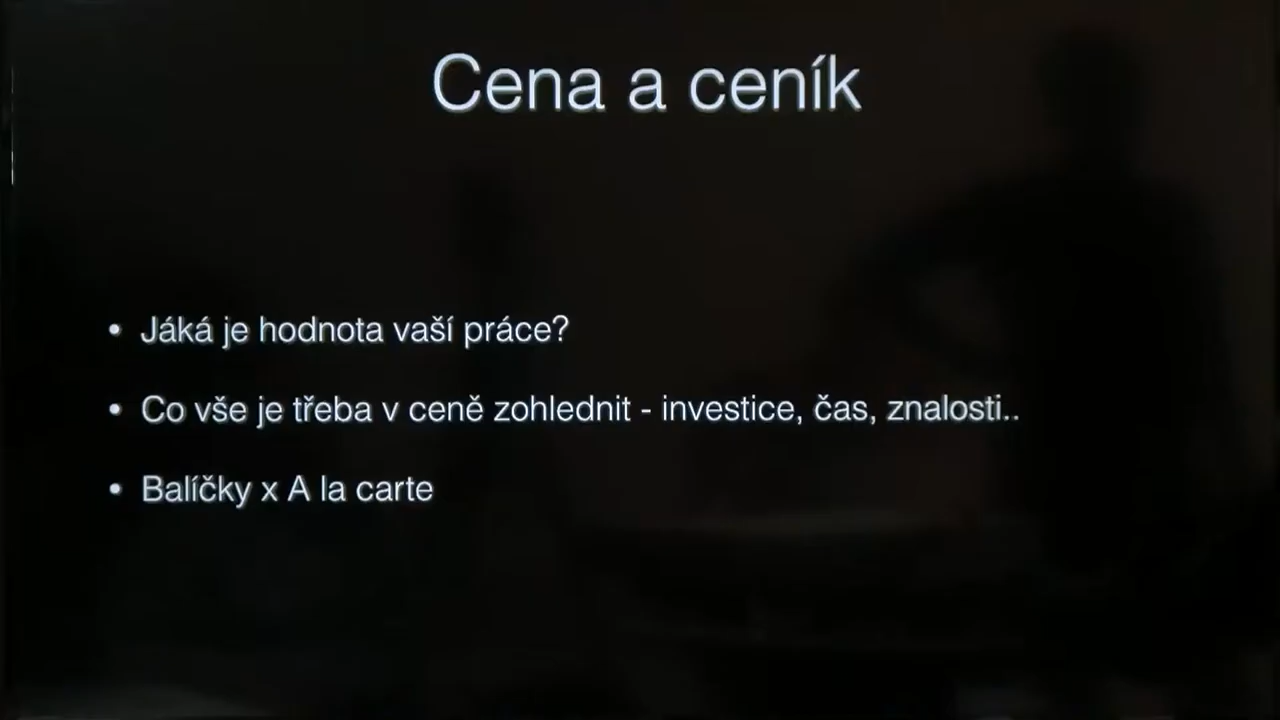 Cena a ceník
• Jáká je hodnota vaší práce?
• Co vše je třeba v ceně zohlednit - investice, čas, znalosti..
• Balíčky x A la carte